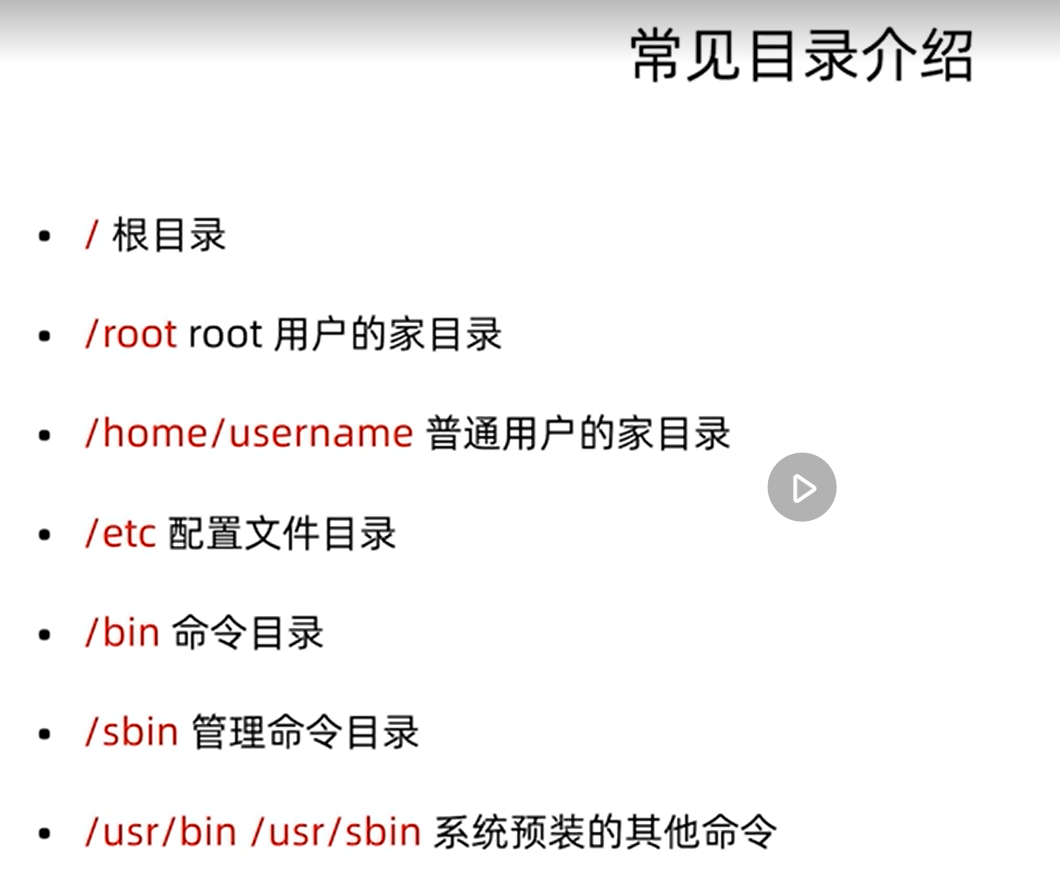 常见目录介绍
• / 根目录
• /root root 用户的家目录
• /home/username 普通用户的家目录
• /etc 配置文件目录
• /bin 命令目录
• /sbin 管理命令目录
• /usr/bin /usr/sbin 系统预装的其他命令